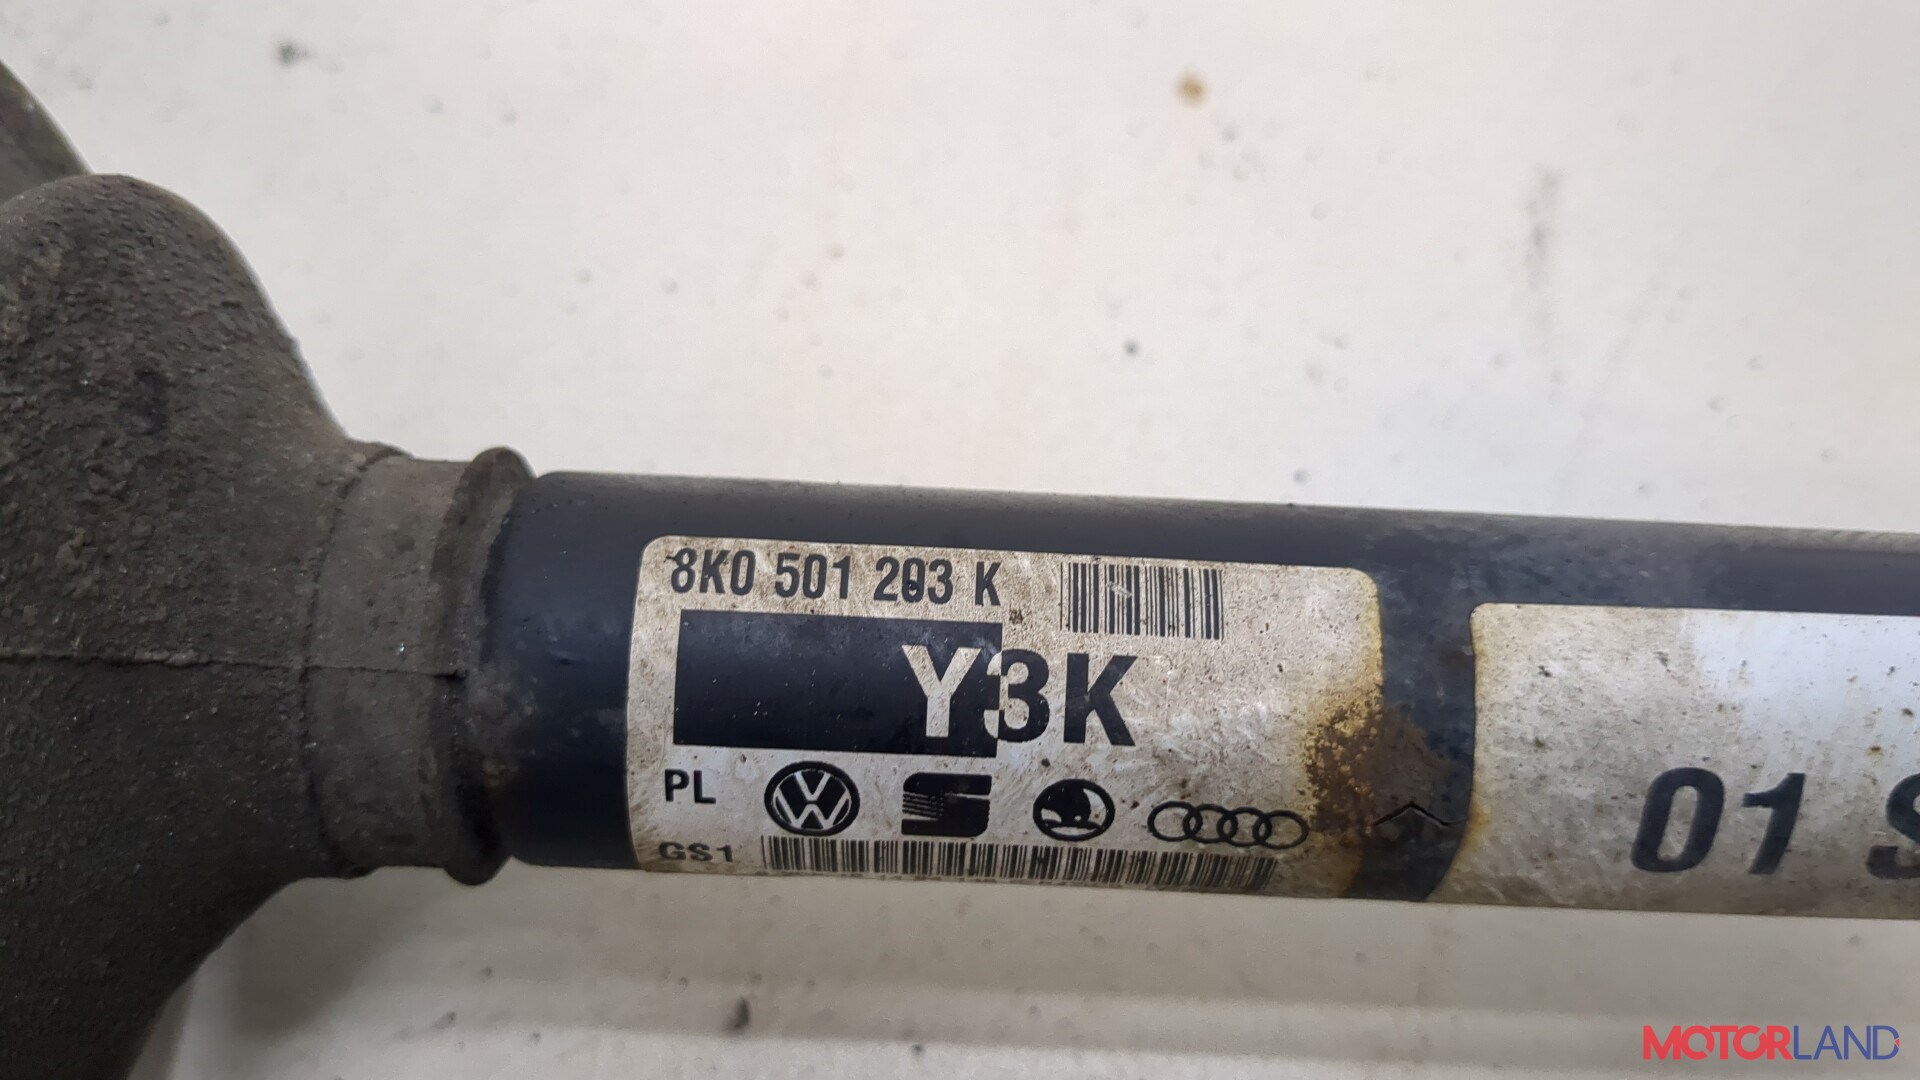 8K0 501 203 K
Y3K
PL
GS1
01 S
MOTORLAND